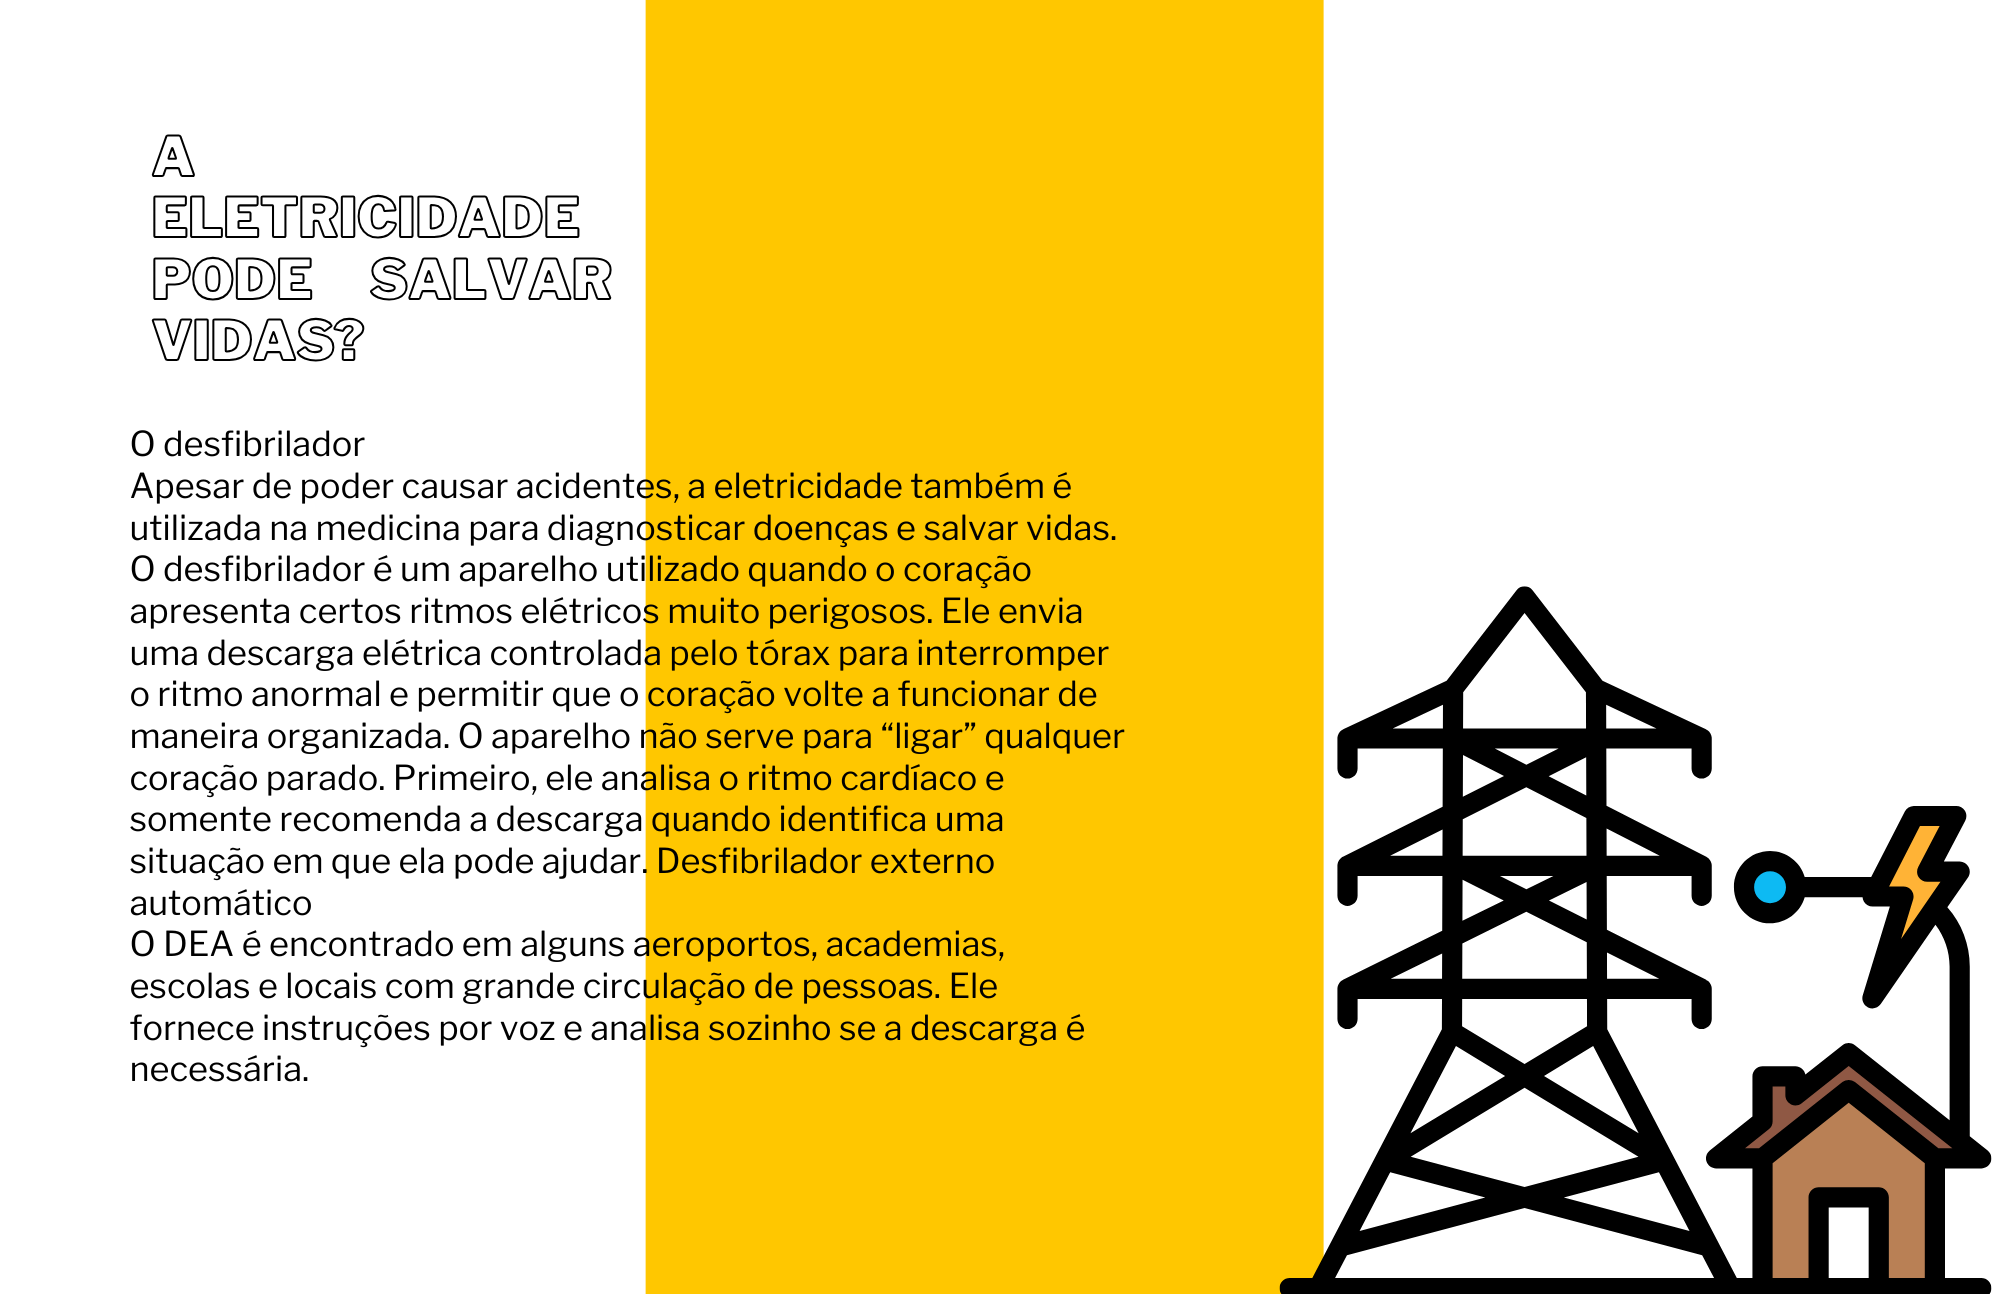 A
ELETRICIDADE
PODE SALVAR
VIDAS?
O desfibrilador
Apesar de poder causar acidentes, a eletricidade também é
utilizada na medicina para diagnosticar doenças e salvar vidas.
O desfibrilador é um aparelho utilizado quando o coração
apresenta certos ritmos elétricos muito perigosos. Ele envia
uma descarga elétrica controlada pelo tórax para interromper
o ritmo anormal e permitir que o coração volte a funcionar de
maneira organizada. O aparelho não serve para “ligar” qualquer
coração parado. Primeiro, ele analisa o ritmo cardíaco e
somente recomenda a descarga quando identifica uma
situação em que ela pode ajudar. Desfibrilador externo
automático
O DEA é encontrado em alguns aeroportos, academias,
escolas e locais com grande circulação de pessoas. Ele
fornece instruções por voz e analisa sozinho se a descarga é
necessária.